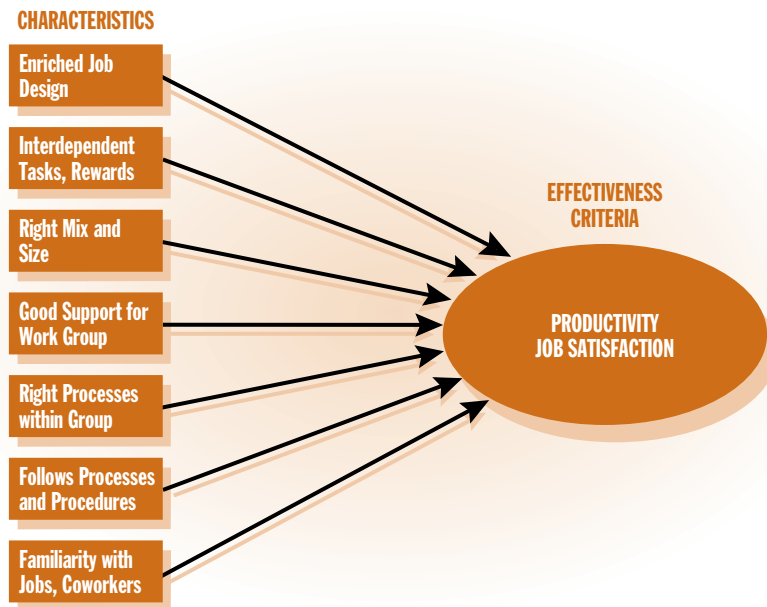 CHARACTERISTICS
Enriched Job
Design
Interdependent
Tasks, Rewards
Right Mix and
Size
Good Support for
Work Group
Right Processes
within Group
Follows Processes
and Procedures
Familiarity with
Jobs, Coworkers
EFFECTIVENESS
CRITERIA
PRODUCTIVITY
JOB SATISFACTION